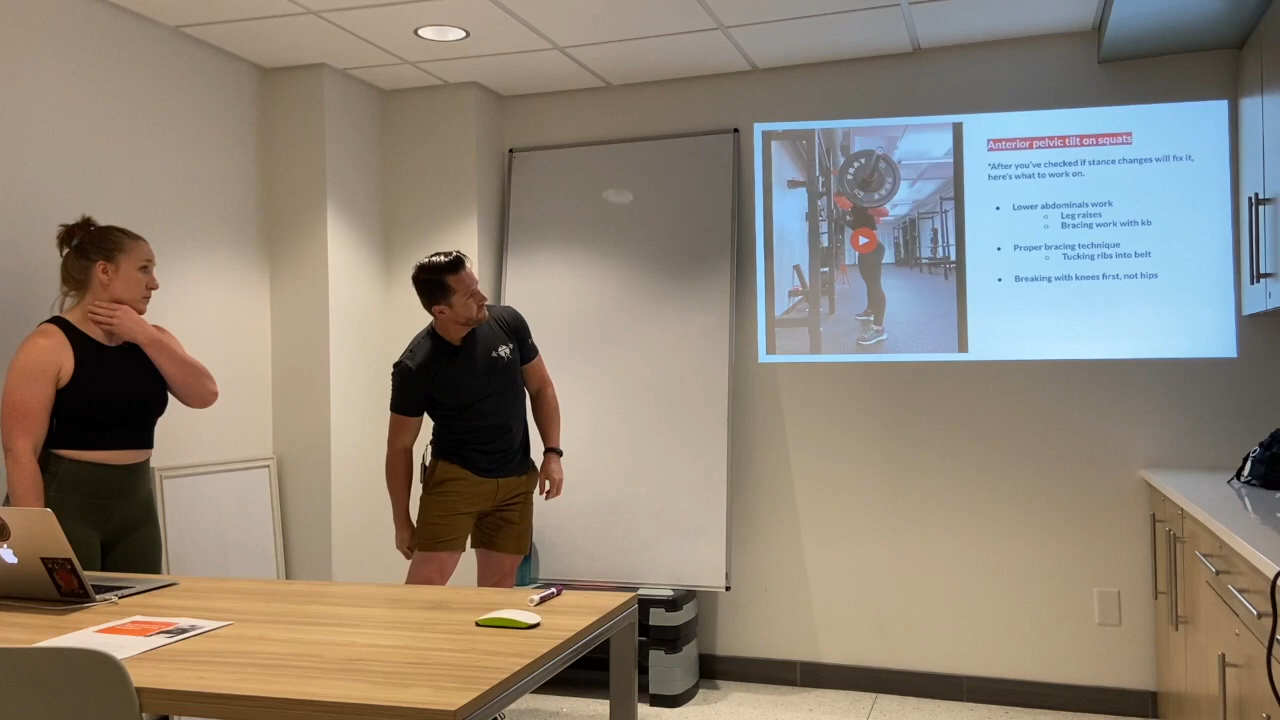 Anterior pelvic tilt on squats
*After you've checked if stance changes will fix it,
here's what to work on.
• Lower abdominals work
○ Leg raises
○ Bracing work with kb
• Proper bracing technique
○ Tucking ribs into belt
• Breaking with knees first, not hips
FRAY